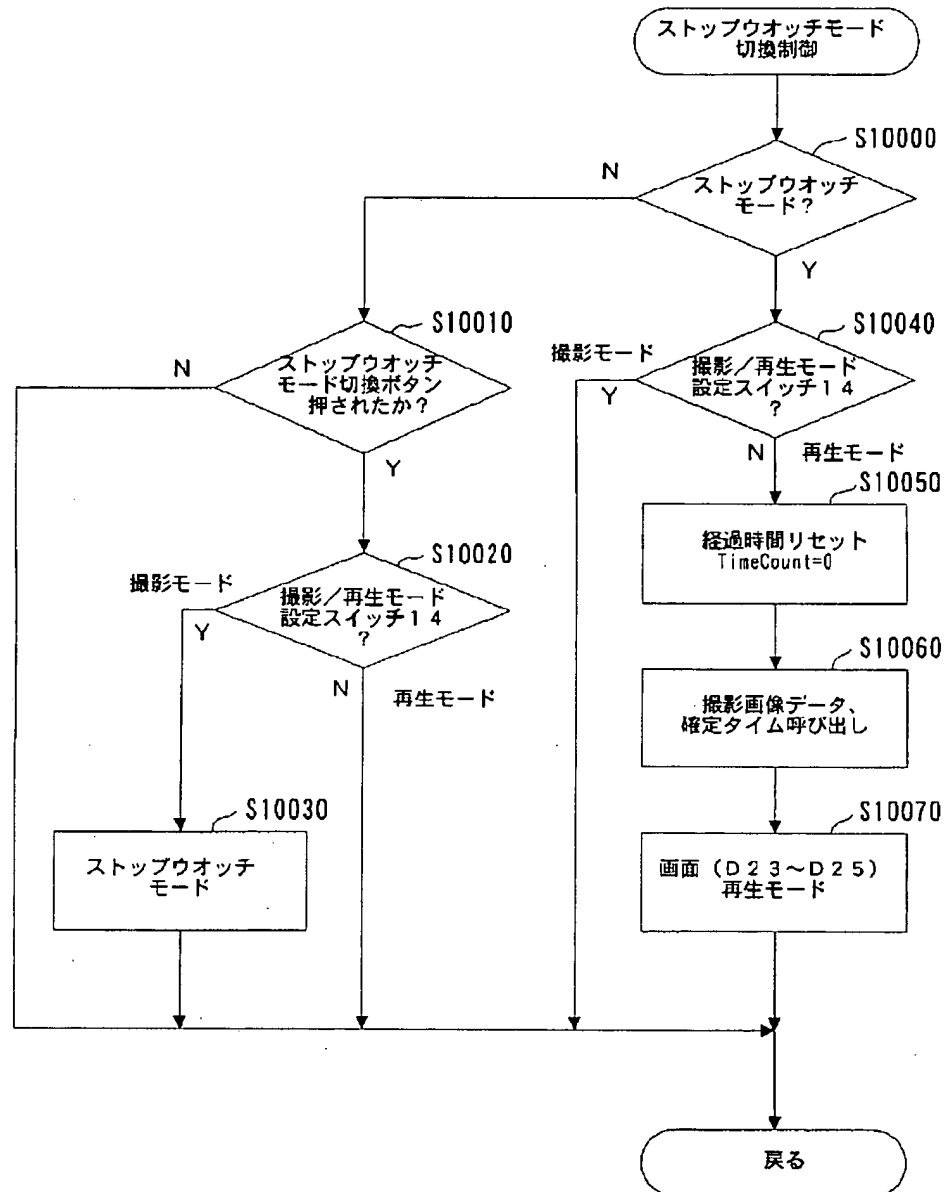 ストップウオッチモード
切換制御
S10000
N
ストップウオッチ
モード？
Y
S10010
N
ストップウオッチ
モード切換ボタン
押されたか？
Y
S10040
撮影モード
Y
撮影／再生モード
設定スイッチ１４
？
N
再生モード
S10050
経過時間リセット
TimeCount=0
S10020
撮影モード
Y
撮影／再生モード
設定スイッチ１４
？
N
再生モード
S10060
撮影画像データ、
確定タイム呼び出し
S10030
ストップウオッチ
モード
S10070
画面（Ｄ２３～Ｄ２５）
再生モード
戻る